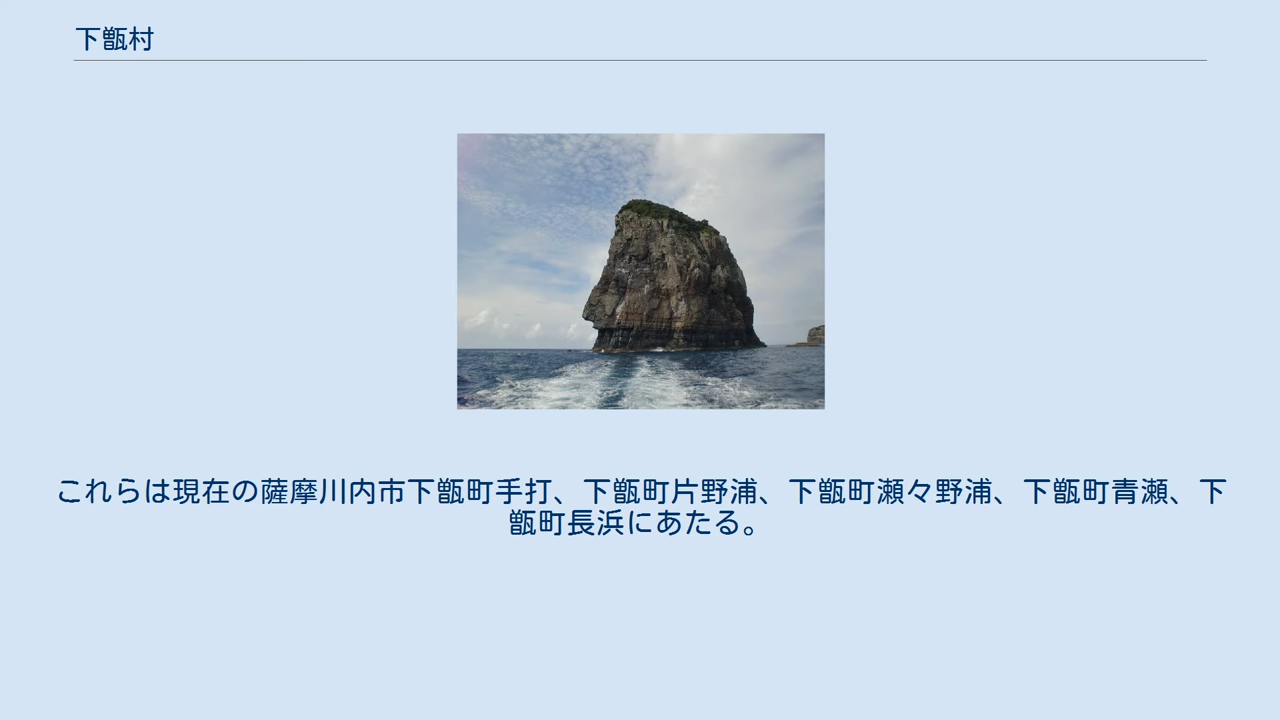 下甑村
これらは現在の薩摩川内市下甑町手打、下甑町片野浦、下甑町瀬々野浦、下甑町青瀬、下
甑町長浜にあたる。